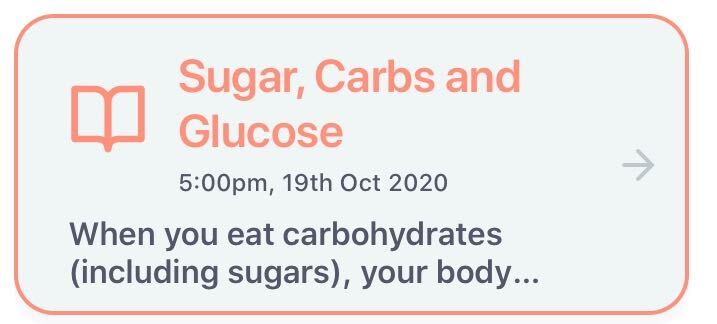 Sugar, Carbs and
Glucose
5:00pm, 19th Oct 2020
When you eat carbohydrates
(including sugars), your body...